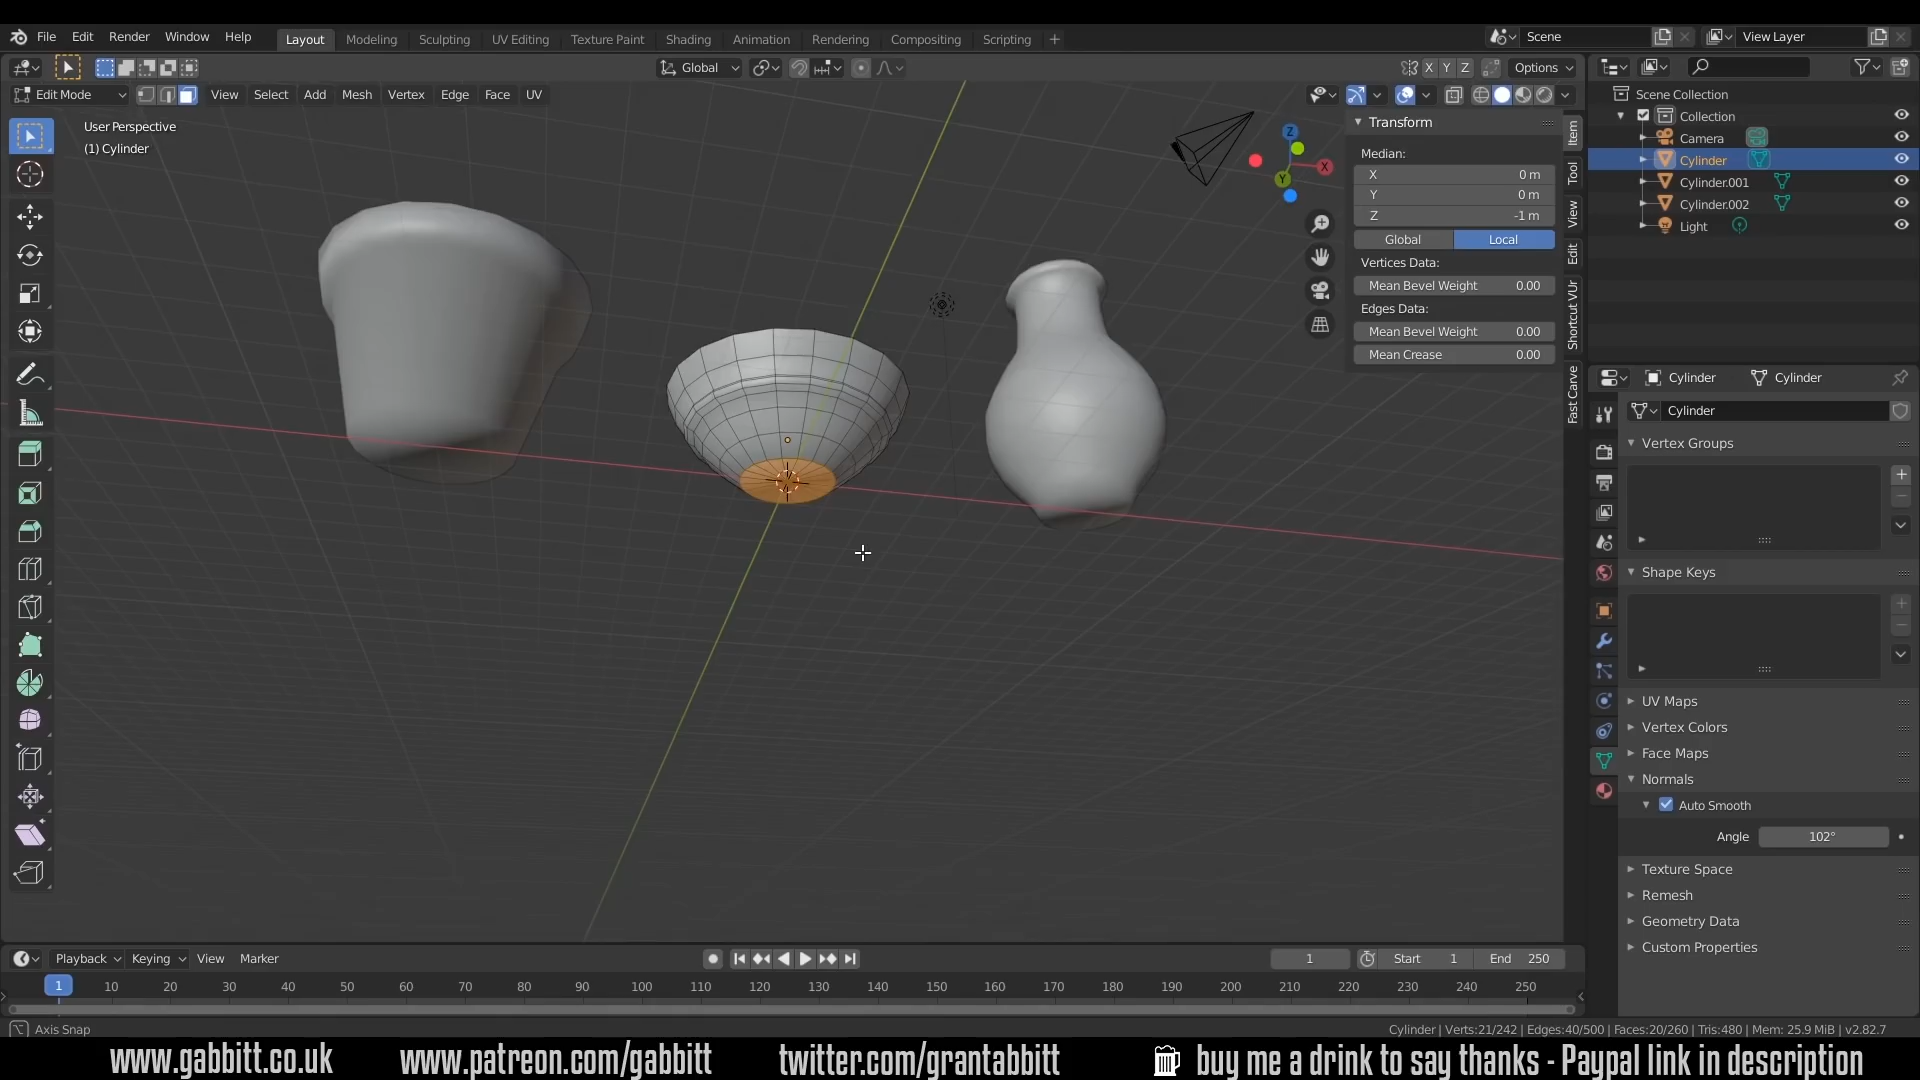 File Edit Render Window Help Layout Modeling Sculpting UV Editing Texture Paint Shading Animation Rendering Compositing Scripting + Scene View Layer
Global X Y Z Options
Edit Mode View Select Add Mesh Vertex Edge Face UV
User Perspective
(1) Cylinder
Z
X
Y
Transform
Median:
X 0 m
Y 0 m
Z -1 m
Global Local
Vertices Data:
Mean Bevel Weight 0.00
Edges Data:
Mean Bevel Weight 0.00
Mean Crease 0.00
Item
Tool
View
Edit
Shortcut VUr
Fast Carve
Scene Collection
Collection
Camera
Cylinder
Cylinder.001
Cylinder.002
Light
Cylinder Cylinder
Cylinder
Vertex Groups
Shape Keys
UV Maps
Vertex Colors
Face Maps
Normals
Auto Smooth
Angle 102°
Texture Space
Remesh
Geometry Data
Custom Properties
Playback Keying View Marker 1 Start 1 End 250
1 10 20 30 40 50 60 70 80 90 100 110 120 130 140 150 160 170 180 190 200 210 220 230 240 250
Axis Snap Cylinder | Verts:21/242 | Edges:40/500 | Faces:20/260 | Tris:480 | Mem: 25.9 MiB | v2.82.7
www.gabbitt.co.uk www.patreon.com/gabbitt twitter.com/grantabbitt buy me a drink to say thanks - Paypal link in description